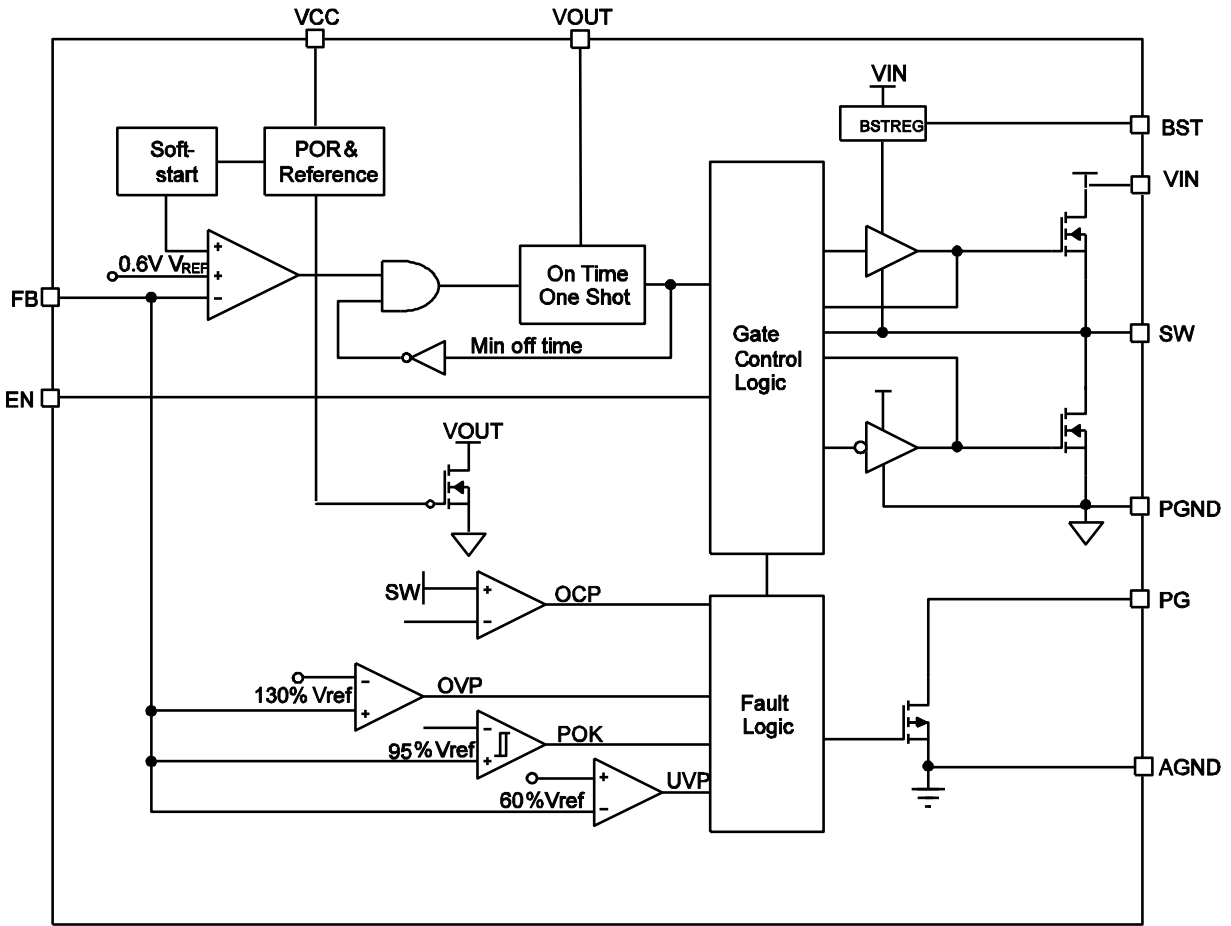 VCC
VOUT
VIN
BSTREG
BST
Soft-
start
POR &
Reference
VIN
0.6V VREF
+
+
−
On Time
One Shot
FB
Min off time
Gate
Control
Logic
SW
EN
VOUT
PGND
SW
+
−
OCP
PG
130% Vref
−
+
OVP
95% Vref
−
+
POK
Fault
Logic
60%Vref
+
−
UVP
AGND